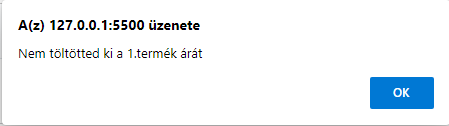 A(z) 127.0.0.1:5500 üzenete
Nem töltötted ki a 1.termék árát
OK